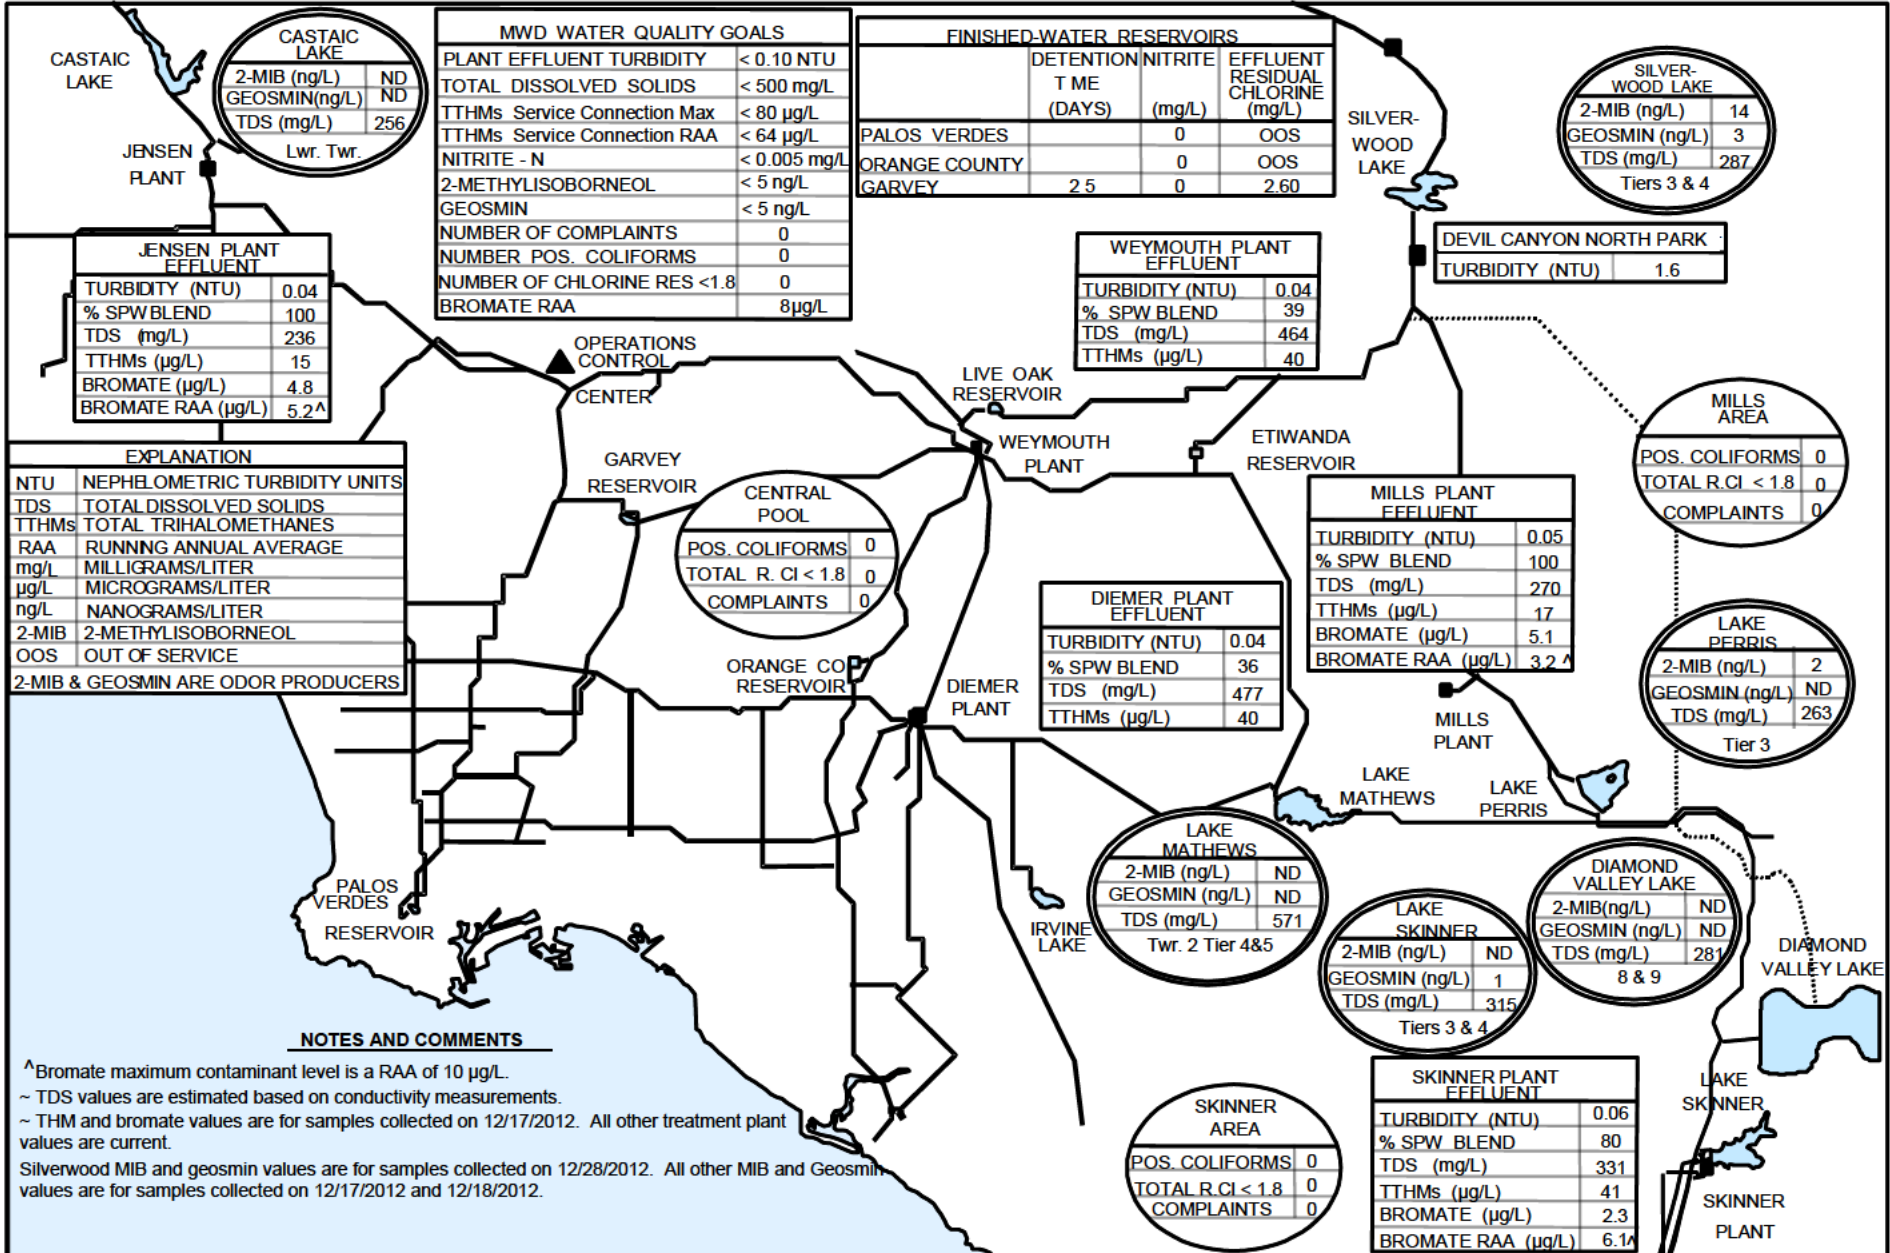 CASTAIC
LAKE
CASTAIC
LAKE
2-MIB (ng/L) ND
GEOSMIN(ng/L) ND
TDS (mg/L) 256
Lwr. Twr.
JENSEN
PLANT
MWD WATER QUALITY GOALS
PLANT EFFLUENT TURBIDITY < 0.10 NTU
TOTAL DISSOLVED SOLIDS < 500 mg/L
TTHMs Service Connection Max < 80 µg/L
TTHMs Service Connection RAA < 64 µg/L
NITRITE - N < 0.005 mg/L
2-METHYLISOBORNEOL < 5 ng/L
GEOSMIN < 5 ng/L
NUMBER OF COMPLAINTS 0
NUMBER POS. COLIFORMS 0
NUMBER OF CHLORINE RES <1.8 0
BROMATE RAA 8µg/L
FINISHED-WATER RESERVOIRS
DETENTION NITRITE EFFLUENT
RESIDUAL
T ME CHLORINE
(DAYS) (mg/L) (mg/L)
PALOS VERDES 0 OOS
ORANGE COUNTY 0 OOS
GARVEY 2 5 0 2.60
SILVER-
WOOD
LAKE
SILVER-
WOOD LAKE
2-MIB (ng/L) 14
GEOSMIN (ng/L) 3
TDS (mg/L) 287
Tiers 3 & 4
DEVIL CANYON NORTH PARK
TURBIDITY (NTU) 1.6
JENSEN PLANT
EFFLUENT
TURBIDITY (NTU) 0.04
% SPW BLEND 100
TDS (mg/L) 236
TTHMs (µg/L) 15
BROMATE (µg/L) 4.8
BROMATE RAA (µg/L) 5.2^
WEYMOUTH PLANT
EFFLUENT
TURBIDITY (NTU) 0.04
% SPW BLEND 39
TDS (mg/L) 464
TTHMs (µg/L) 40
OPERATIONS
CONTROL
CENTER
LIVE OAK
RESERVOIR
WEYMOUTH
PLANT
ETIWANDA
RESERVOIR
GARVEY
RESERVOIR
MILLS
AREA
POS. COLIFORMS 0
TOTAL R.Cl < 1.8 0
COMPLAINTS 0
EXPLANATION
NTU NEPHELOMETRIC TURBIDITY UNITS
TDS TOTAL DISSOLVED SOLIDS
TTHMs TOTAL TRIHALOMETHANES
RAA RUNNING ANNUAL AVERAGE
mg/L MILLIGRAMS/LITER
µg/L MICROGRAMS/LITER
ng/L NANOGRAMS/LITER
2-MIB 2-METHYLISOBORNEOL
OOS OUT OF SERVICE
2-MIB & GEOSMIN ARE ODOR PRODUCERS
CENTRAL
POOL
POS. COLIFORMS 0
TOTAL R. Cl < 1.8 0
COMPLAINTS 0
MILLS PLANT
EFFLUENT
TURBIDITY (NTU) 0.05
% SPW BLEND 100
TDS (mg/L) 270
TTHMs (µg/L) 17
BROMATE (µg/L) 5.1
BROMATE RAA (µg/L) 3.2 ^
DIEMER PLANT
EFFLUENT
TURBIDITY (NTU) 0.04
% SPW BLEND 36
TDS (mg/L) 477
TTHMs (µg/L) 40
LAKE
PERRIS
2-MIB (ng/L) 2
GEOSMIN (ng/L) ND
TDS (mg/L) 263
Tier 3
ORANGE CO
RESERVOIR
DIEMER
PLANT
MILLS
PLANT
LAKE
MATHEWS
LAKE
PERRIS
LAKE
MATHEWS
2-MIB (ng/L) ND
GEOSMIN (ng/L) ND
TDS (mg/L) 571
Twr. 2 Tier 4&5
DIAMOND
VALLEY LAKE
2-MIB(ng/L) ND
GEOSMIN (ng/L) ND
TDS (mg/L) 281
8 & 9
PALOS
VERDES
RESERVOIR
IRVINE
LAKE
LAKE
SKINNER
2-MIB (ng/L) ND
GEOSMIN (ng/L) 1
TDS (mg/L) 315
Tiers 3 & 4
DIAMOND
VALLEY LAKE
NOTES AND COMMENTS
^Bromate maximum contaminant level is a RAA of 10 µg/L.
~ TDS values are estimated based on conductivity measurements.
~ THM and bromate values are for samples collected on 12/17/2012. All other treatment plant
values are current.
Silverwood MIB and geosmin values are for samples collected on 12/28/2012. All other MIB and Geosmin
values are for samples collected on 12/17/2012 and 12/18/2012.
SKINNER
AREA
POS. COLIFORMS 0
TOTAL R.Cl < 1.8 0
COMPLAINTS 0
SKINNER PLANT
EFFLUENT
TURBIDITY (NTU) 0.06
% SPW BLEND 80
TDS (mg/L) 331
TTHMs (µg/L) 41
BROMATE (µg/L) 2.3
BROMATE RAA (µg/L) 6.1^
LAKE
SKINNER
SKINNER
PLANT